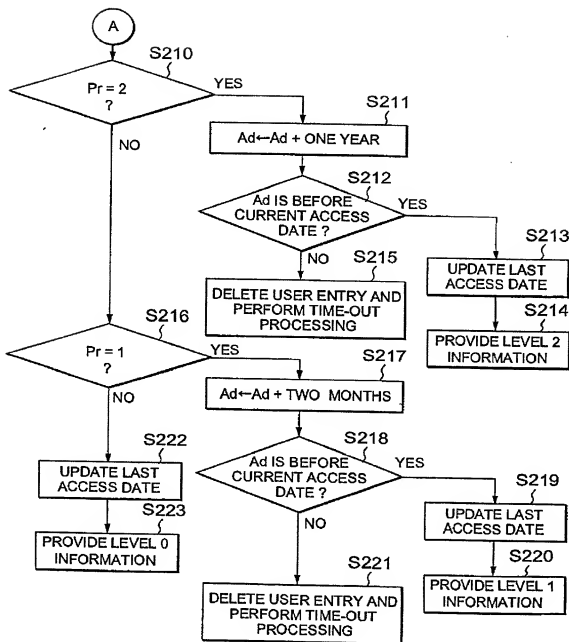 A
S210
Pr = 2
?
YES
NO
S211
Ad←Ad + ONE YEAR
S212
Ad IS BEFORE
CURRENT ACCESS
DATE ?
YES
NO
S213
UPDATE LAST
ACCESS DATE
S214
PROVIDE LEVEL 2
INFORMATION
S215
DELETE USER ENTRY AND
PERFORM TIME-OUT
PROCESSING
S216
Pr = 1
?
YES
NO
S217
Ad←Ad + TWO MONTHS
S218
Ad IS BEFORE
CURRENT ACCESS
DATE ?
YES
NO
S219
UPDATE LAST
ACCESS DATE
S220
PROVIDE LEVEL 1
INFORMATION
S221
DELETE USER ENTRY AND
PERFORM TIME-OUT
PROCESSING
S222
UPDATE LAST
ACCESS DATE
S223
PROVIDE LEVEL 0
INFORMATION